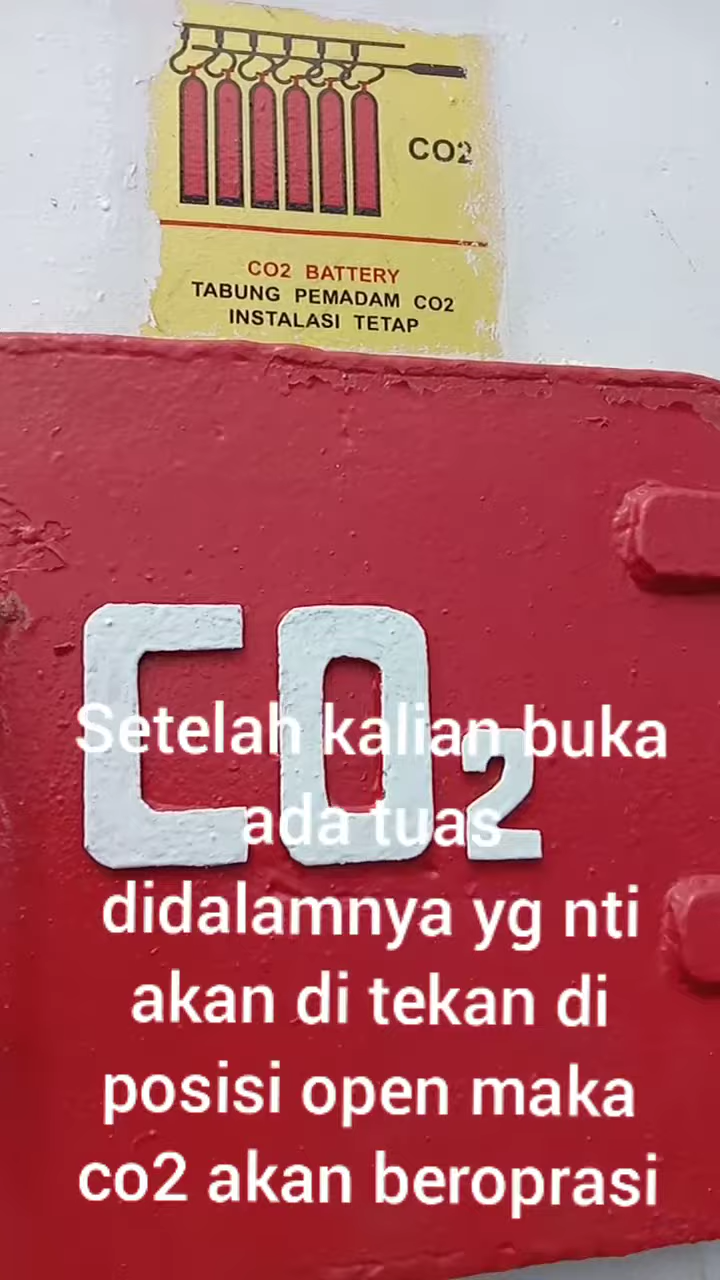 CO2
CO2 BATTERY
TABUNG PEMADAM CO2
INSTALASI TETAP
CO2
Setelah kalian buka
ada tuas
didalamnya yg nti
akan di tekan di
posisi open maka
co2 akan beroprasi